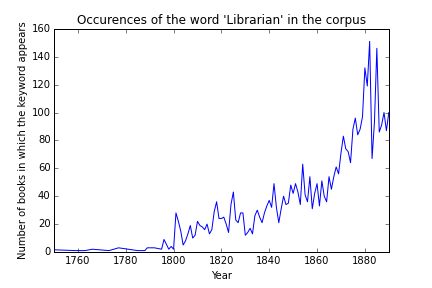 Occurences of the word 'Librarian' in the corpus
Number of books in which the keyword appears
160
140
120
100
80
60
40
20
0
1760 1780 1800 1820 1840 1860 1880
Year